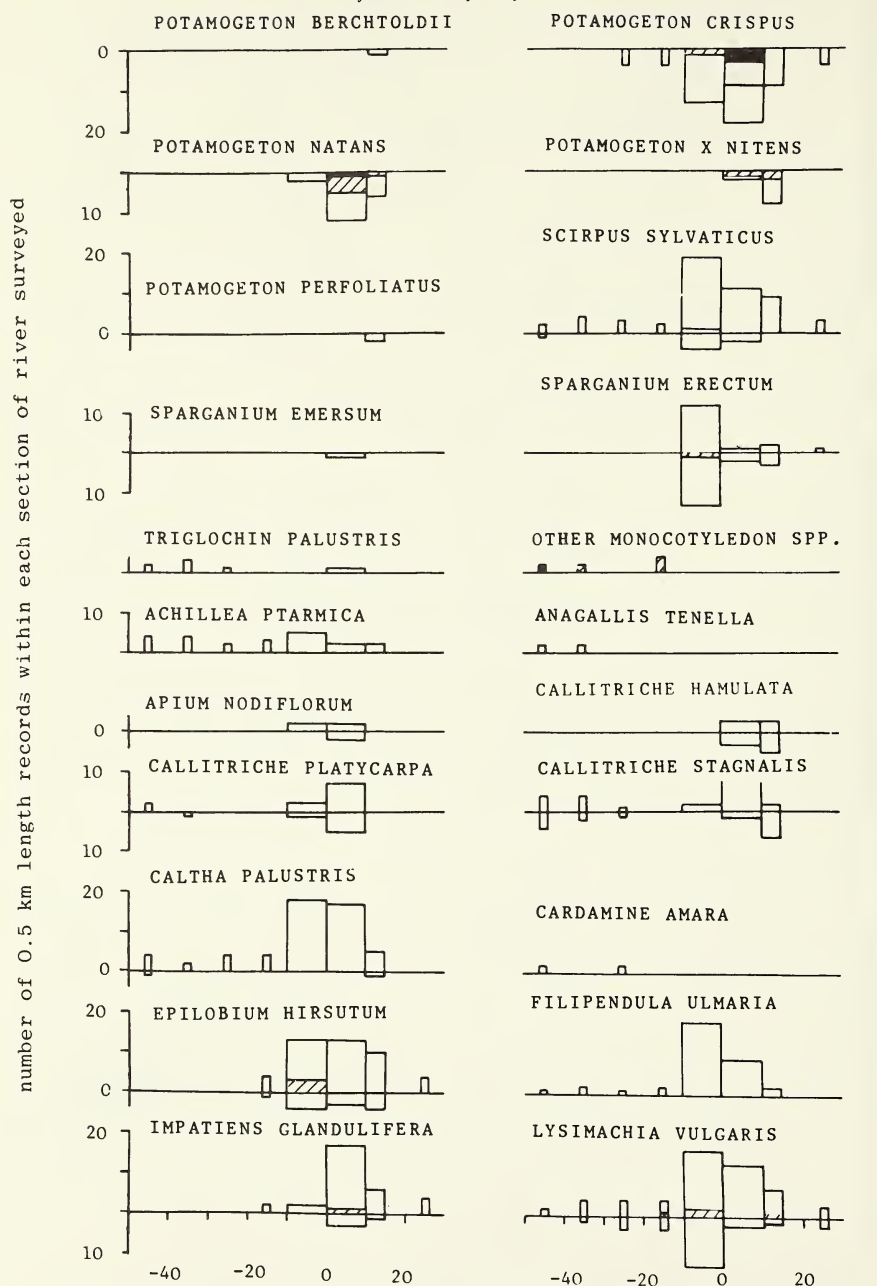 POTAMOGETON BERCHTOLDII
POTAMOGETON CRISPUS
0
20
POTAMOGETON NATANS
POTAMOGETON X NITENS
10
SCIRPUS SYLVATICUS
20
POTAMOGETON PERFOLIATUS
0
SPARGANIUM ERECTUM
10
SPARGANIUM EMERSUM
10
TRIGLOCHIN PALUSTRIS
OTHER MONOCOTYLEDON SPP.
10
ACHILLEA PTARMICA
ANAGALLIS TENELLA
CALLITRICHE HAMULATA
APIUM NODIFLORUM
0
10
CALLITRICHE PLATYCARPA
CALLITRICHE STAGNALIS
10
CALTHA PALUSTRIS
20
CARDAMINE AMARA
0
20
EPILOBIUM HIRSUTUM
FILIPENDULA ULMARIA
0
20
IMPATIENS GLANDULIFERA
LYSIMACHIA VULGARIS
10
-40 -20 0 20
-40 -20 0 20
number of 0.5 km length records within each section of river surveyed